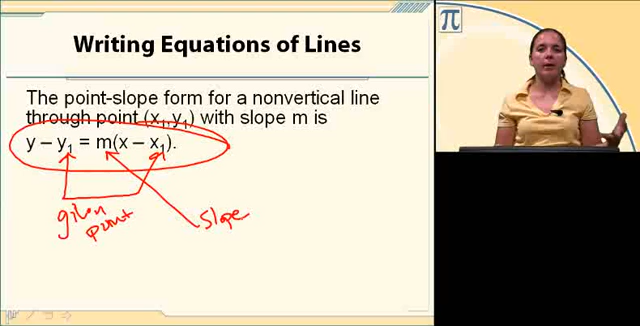 π
Writing Equations of Lines
The point-slope form for a nonvertical line
through point (x₁,y₁) with slope m is
y – y₁ = m(x – x₁).
given
point
slope